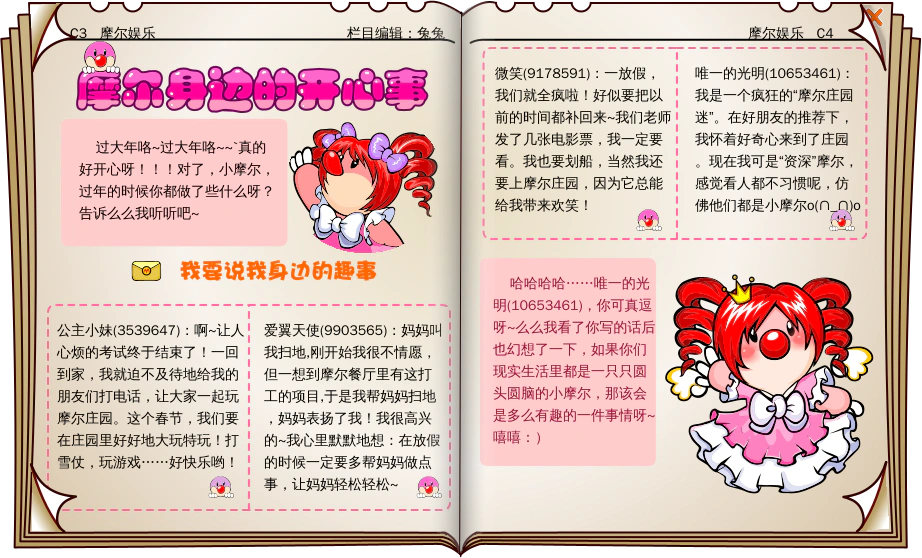 C3 摩尔娱乐
栏目编辑：兔兔
摩尔身边的开心事
过大年咯~过大年咯~~`真的
好开心呀！！！对了，小摩尔，
过年的时候你都做了些什么呀？
告诉么么我听听吧~
我要说我身边的趣事
公主小妹(3539647)：啊~让人
心烦的考试终于结束了！一回
到家，我就迫不及待地给我的
朋友们打电话，让大家一起玩
摩尔庄园。这个春节，我们要
在庄园里好好地大玩特玩！打
雪仗，玩游戏……好快乐哟！
爱翼天使(9903565)：妈妈叫
我扫地,刚开始我很不情愿，
但一想到摩尔餐厅里有这打
工的项目,于是我帮妈妈扫地
，妈妈表扬了我！我很高兴
的~我心里默默地想：在放假
的时候一定要多帮妈妈做点
事，让妈妈轻松轻松~
摩尔娱乐 C4
微笑(9178591)：一放假，
我们就全疯啦！好似要把以
前的时间都补回来~我们老师
发了几张电影票，我一定要
看。我也要划船，当然我还
要上摩尔庄园，因为它总能
给我带来欢笑！
唯一的光明(10653461)：
我是一个疯狂的“摩尔庄园
迷”。在好朋友的推荐下，
我怀着好奇心来到了庄园
。现在我可是“资深”摩尔，
感觉看人都不习惯呢，仿
佛他们都是小摩尔o(∩_∩)o
哈哈哈哈……唯一的光
明(10653461)，你可真逗
呀~么么我看了你写的话后
也幻想了一下，如果你们
现实生活里都是一只只圆
头圆脑的小摩尔，那该会
是多么有趣的一件事情呀~
嘻嘻：）